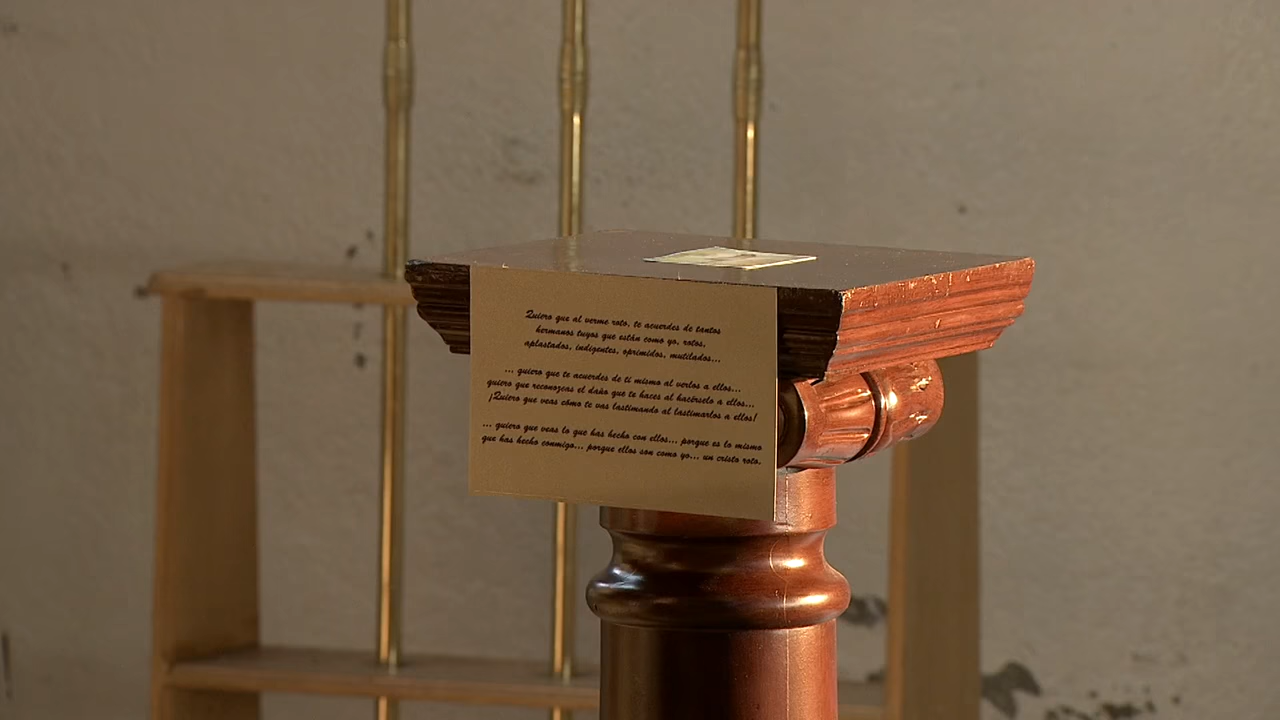 Quiero que al verme roto, te acuerdes de tantos
hermanos tuyos que están como yo, rotos,
aplastados, indigentes, oprimidos, mutilados...
... quiero que te acuerdes de tí mismo al verlos a ellos...
quiero que reconozcas el daño que te haces al hacérselo a ellos...
¡Quiero que veas cómo te vas lastimando al lastimarlos a ellos!
... quiero que veas lo que has hecho con ellos... porque es lo mismo
que has hecho conmigo... porque ellos son como yo... un cristo roto.